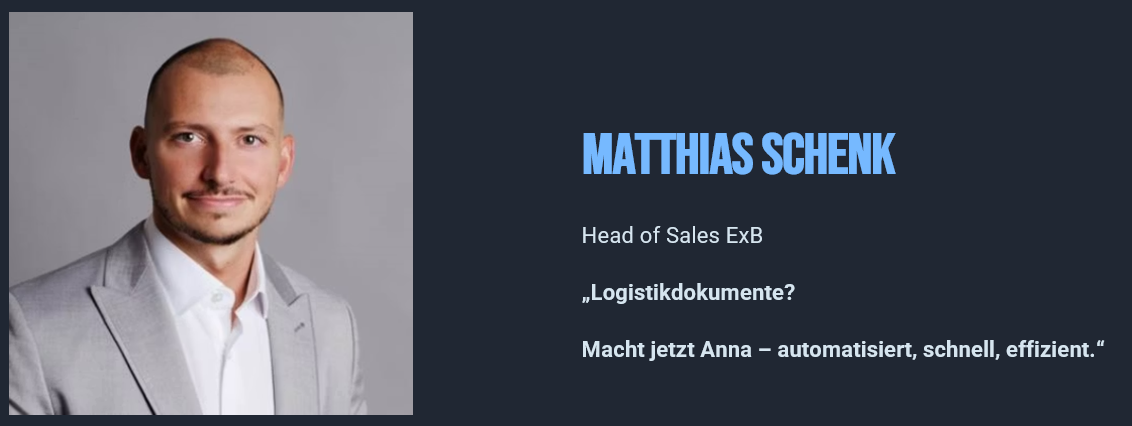 MATTHIAS SCHENK
Head of Sales ExB
„Logistikdokumente?
Macht jetzt Anna – automatisiert, schnell, effizient.“